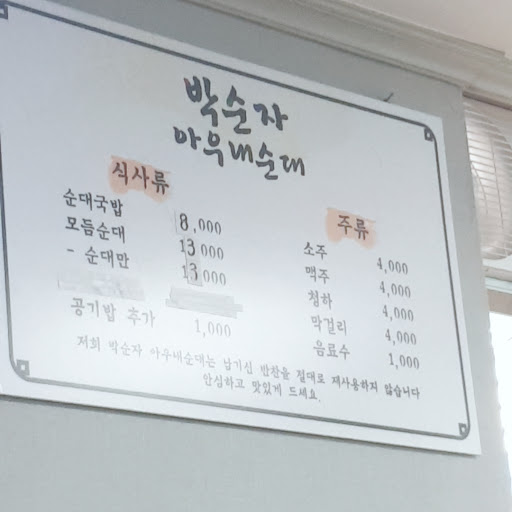 박순자
아우내순대
식사류
순대국밥 8,000
모듬순대 13 000
- 순대만 13 000
공기밥 추가 1,000
주류
소주 4,000
맥주 4,000
청하 4,000
막걸리 4,000
음료수 1,000
저희 박순자 아우내순대는 남기신 반찬을 절대로 재사용하지 않습니다
안심하고 맛있게 드세요.